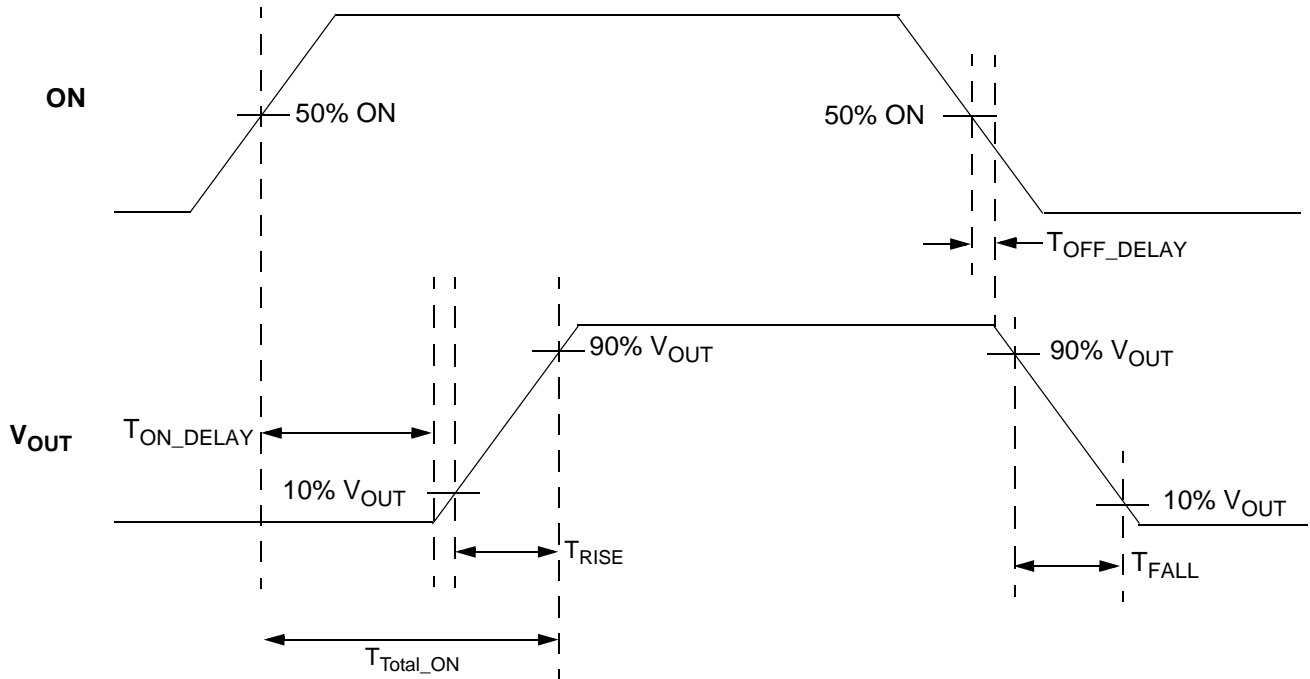 ON
50% ON
50% ON
TOFF_DELAY
90% VOUT
90% VOUT
VOUT
TON_DELAY
10% VOUT
10% VOUT
TRISE
TFALL
TTotal_ON